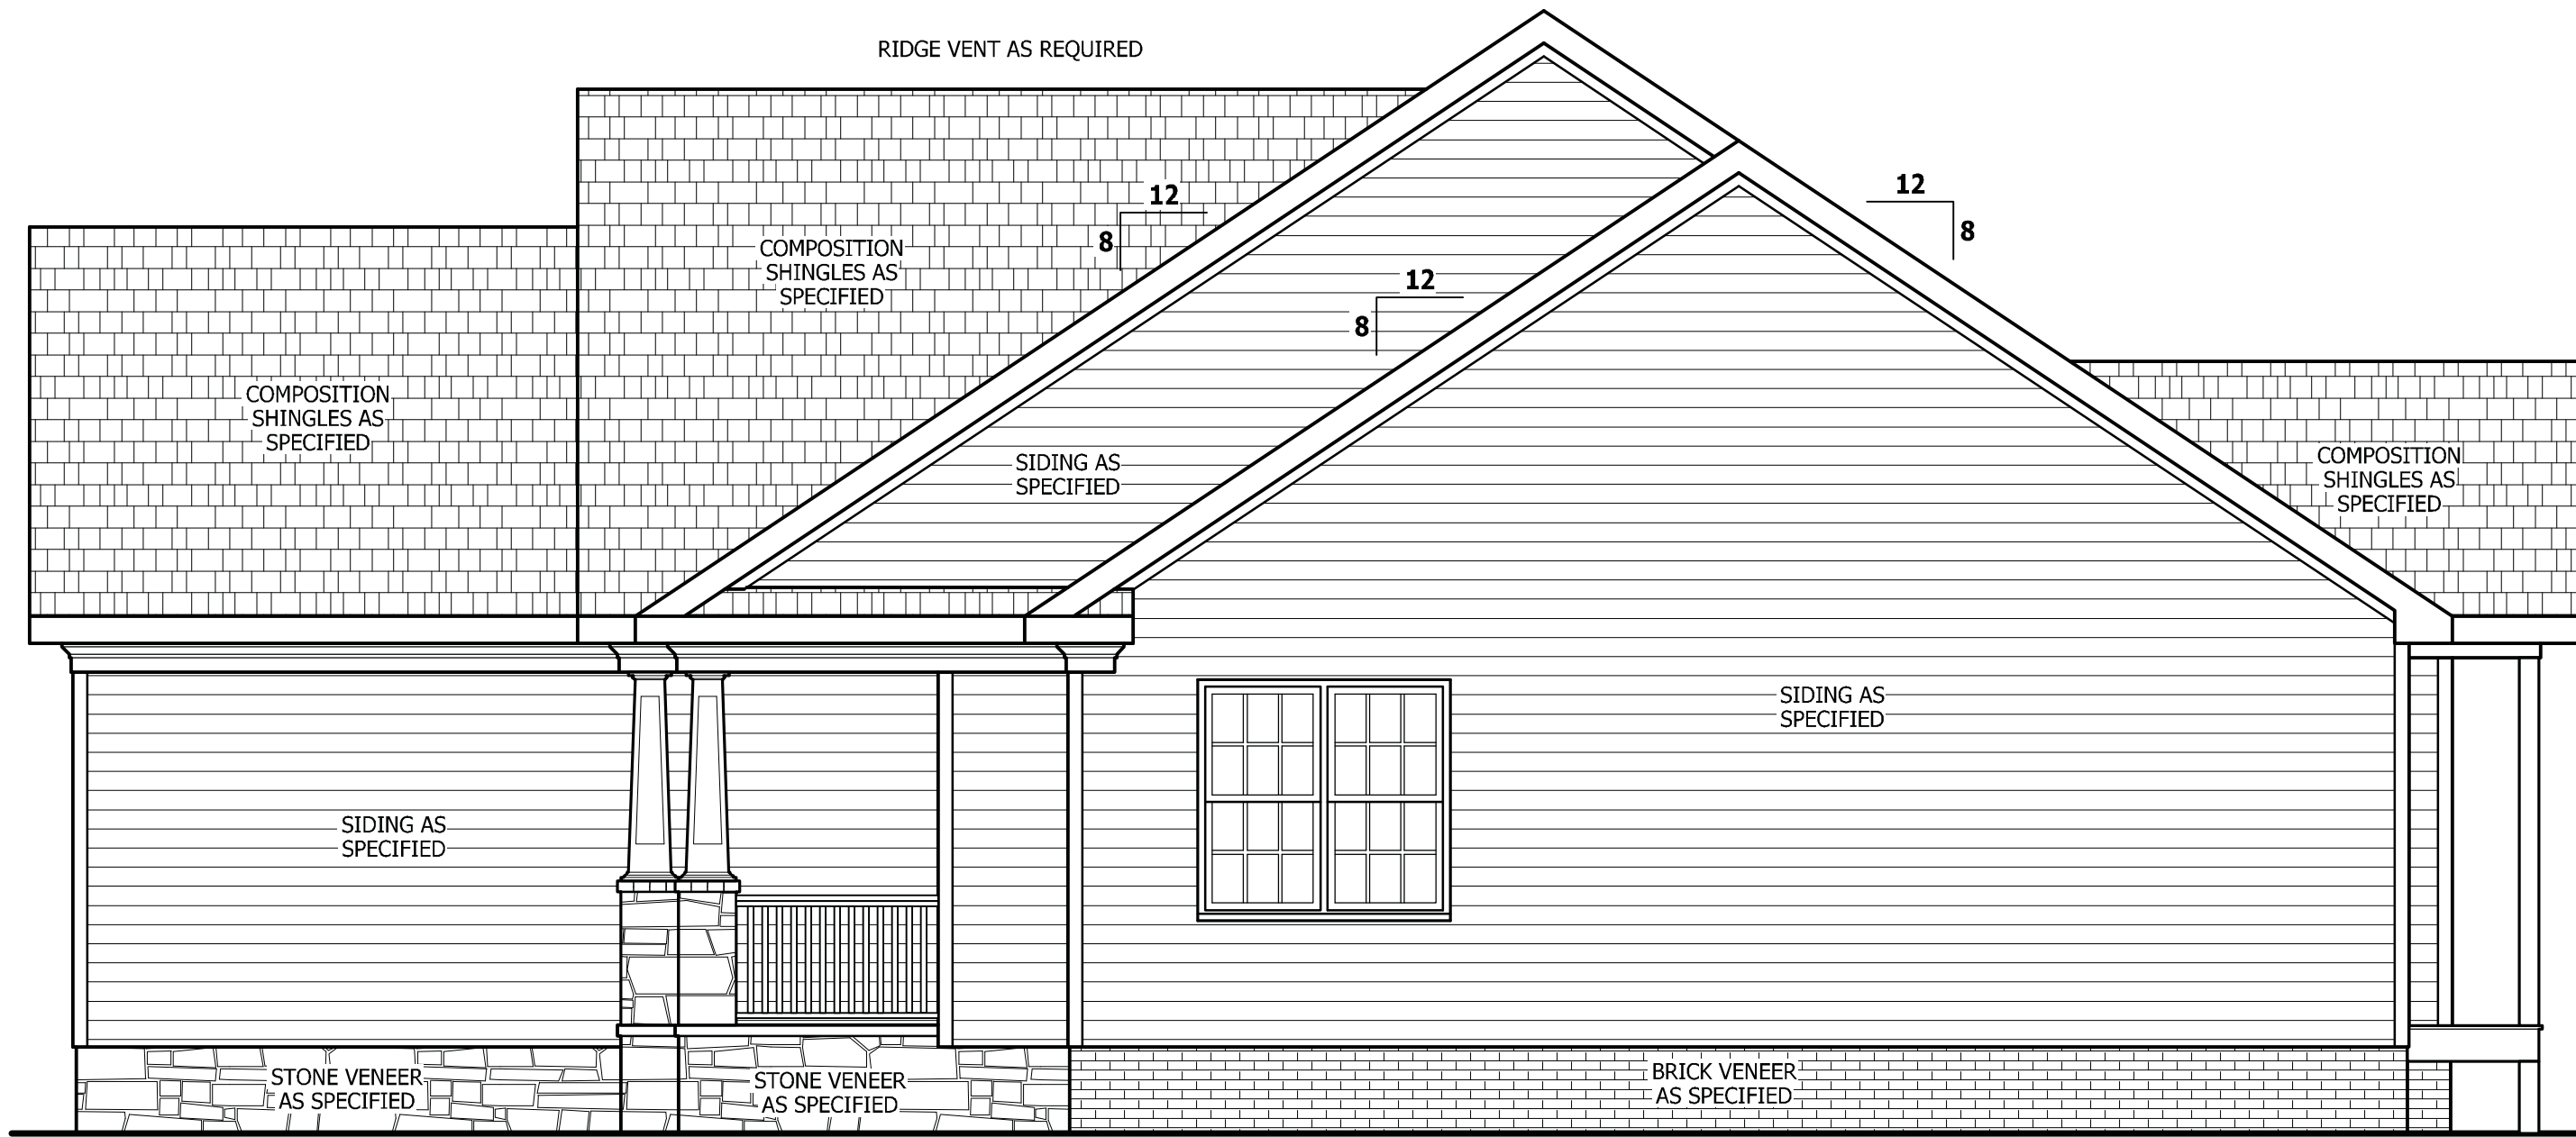 RIDGE VENT AS REQUIRED
12
8
12
8
12
8
COMPOSITION
SHINGLES AS
SPECIFIED
COMPOSITION
SHINGLES AS
SPECIFIED
COMPOSITION
SHINGLES AS
SPECIFIED
SIDING AS
SPECIFIED
SIDING AS
SPECIFIED
SIDING AS
SPECIFIED
STONE VENEER
AS SPECIFIED
STONE VENEER
AS SPECIFIED
BRICK VENEER
AS SPECIFIED